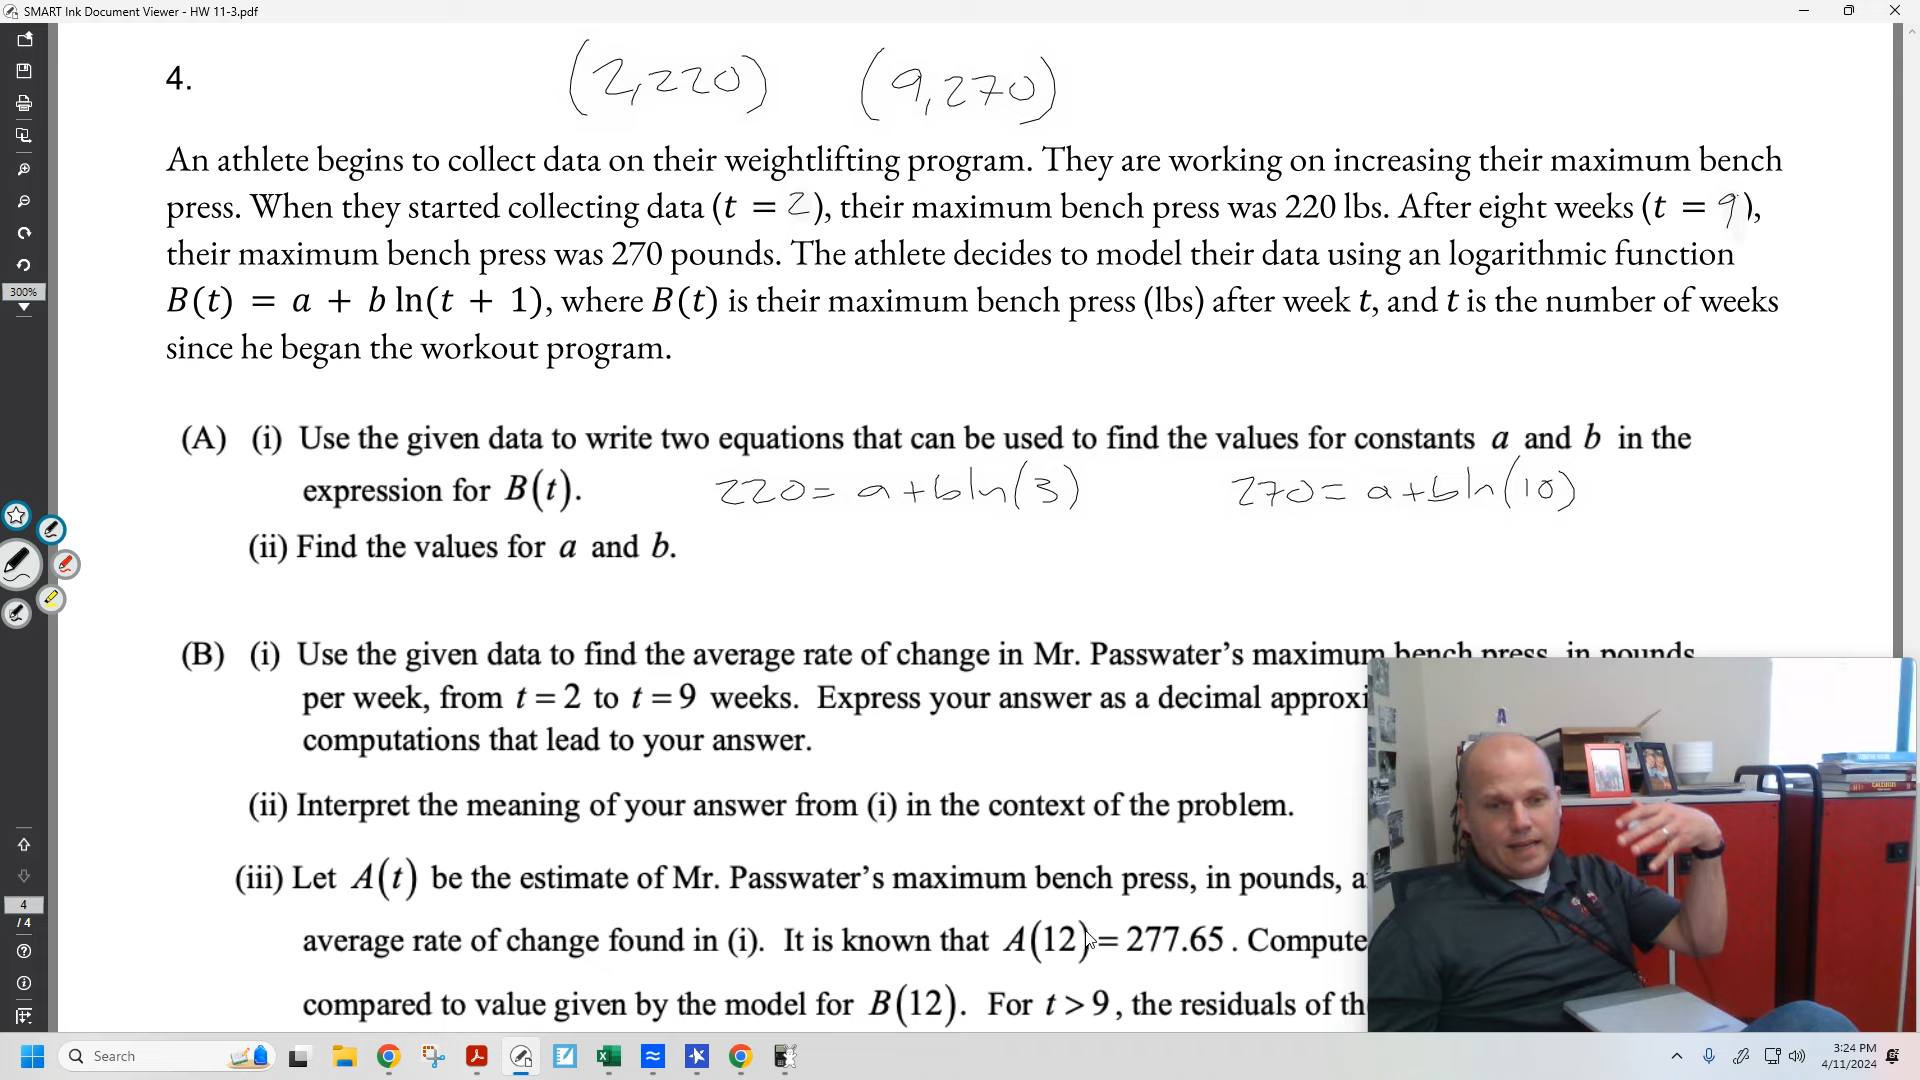 SMART Ink Document Viewer - HW 11-3.pdf
4.
(2,220) (9,270)
An athlete begins to collect data on their weightlifting program. They are working on increasing their maximum bench
press. When they started collecting data (t = 2), their maximum bench press was 220 lbs. After eight weeks (t = 9),
their maximum bench press was 270 pounds. The athlete decides to model their data using an logarithmic function
B(t) = a + b ln(t + 1), where B(t) is their maximum bench press (lbs) after week t, and t is the number of weeks
since he began the workout program.
(A) (i) Use the given data to write two equations that can be used to find the values for constants a and b in the
expression for B(t). 220 = a + b ln(3) 270 = a + b ln(10)
(ii) Find the values for a and b.
(B) (i) Use the given data to find the average rate of change in Mr. Passwater's maximum bench press, in pounds
per week, from t = 2 to t = 9 weeks. Express your answer as a decimal approxi
computations that lead to your answer.
(ii) Interpret the meaning of your answer from (i) in the context of the problem.
(iii) Let A(t) be the estimate of Mr. Passwater's maximum bench press, in pounds, a
average rate of change found in (i). It is known that A(12) = 277.65. Compute
compared to value given by the model for B(12). For t > 9, the residuals of th
300%
4
/ 4
Search
3:24 PM
4/11/2024